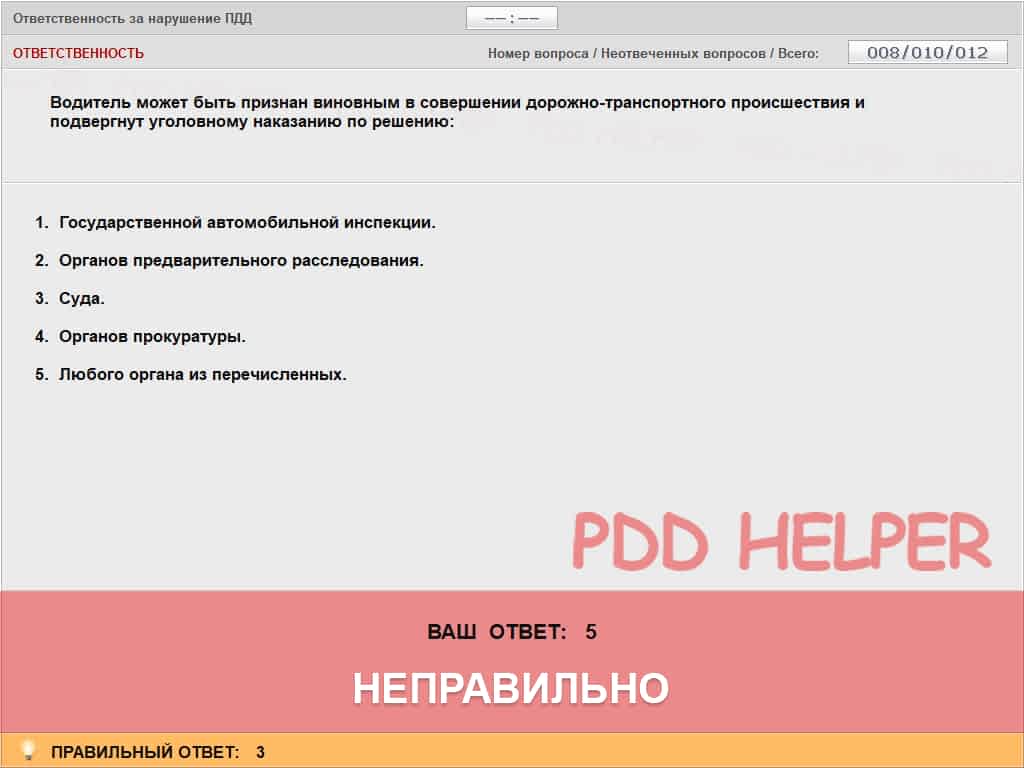 Ответственность за нарушение ПДД
——:——
ОТВЕТСТВЕННОСТЬ
Номер вопроса / Неотвеченных вопросов / Всего:
008/010/012
Водитель может быть признан виновным в совершении дорожно-транспортного происшествия и
подвергнут уголовному наказанию по решению:
1. Государственной автомобильной инспекции.
2. Органов предварительного расследования.
3. Суда.
4. Органов прокуратуры.
5. Любого органа из перечисленных.
PDD HELPER
ВАШ ОТВЕТ: 5
НЕПРАВИЛЬНО
ПРАВИЛЬНЫЙ ОТВЕТ: 3